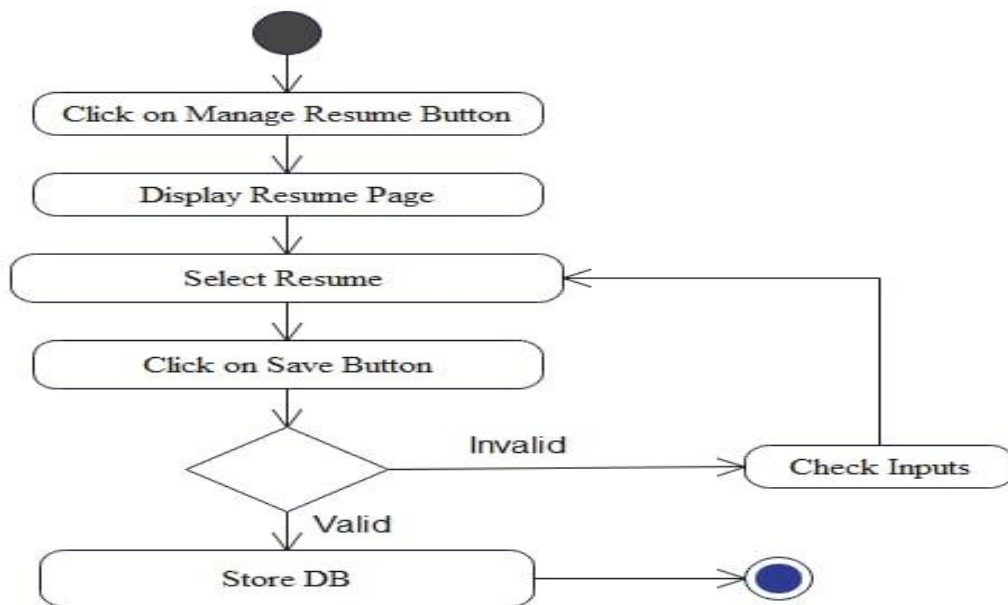 Click on Manage Resume Button
Display Resume Page
Select Resume
Click on Save Button
Invalid
Check Inputs
Valid
Store DB